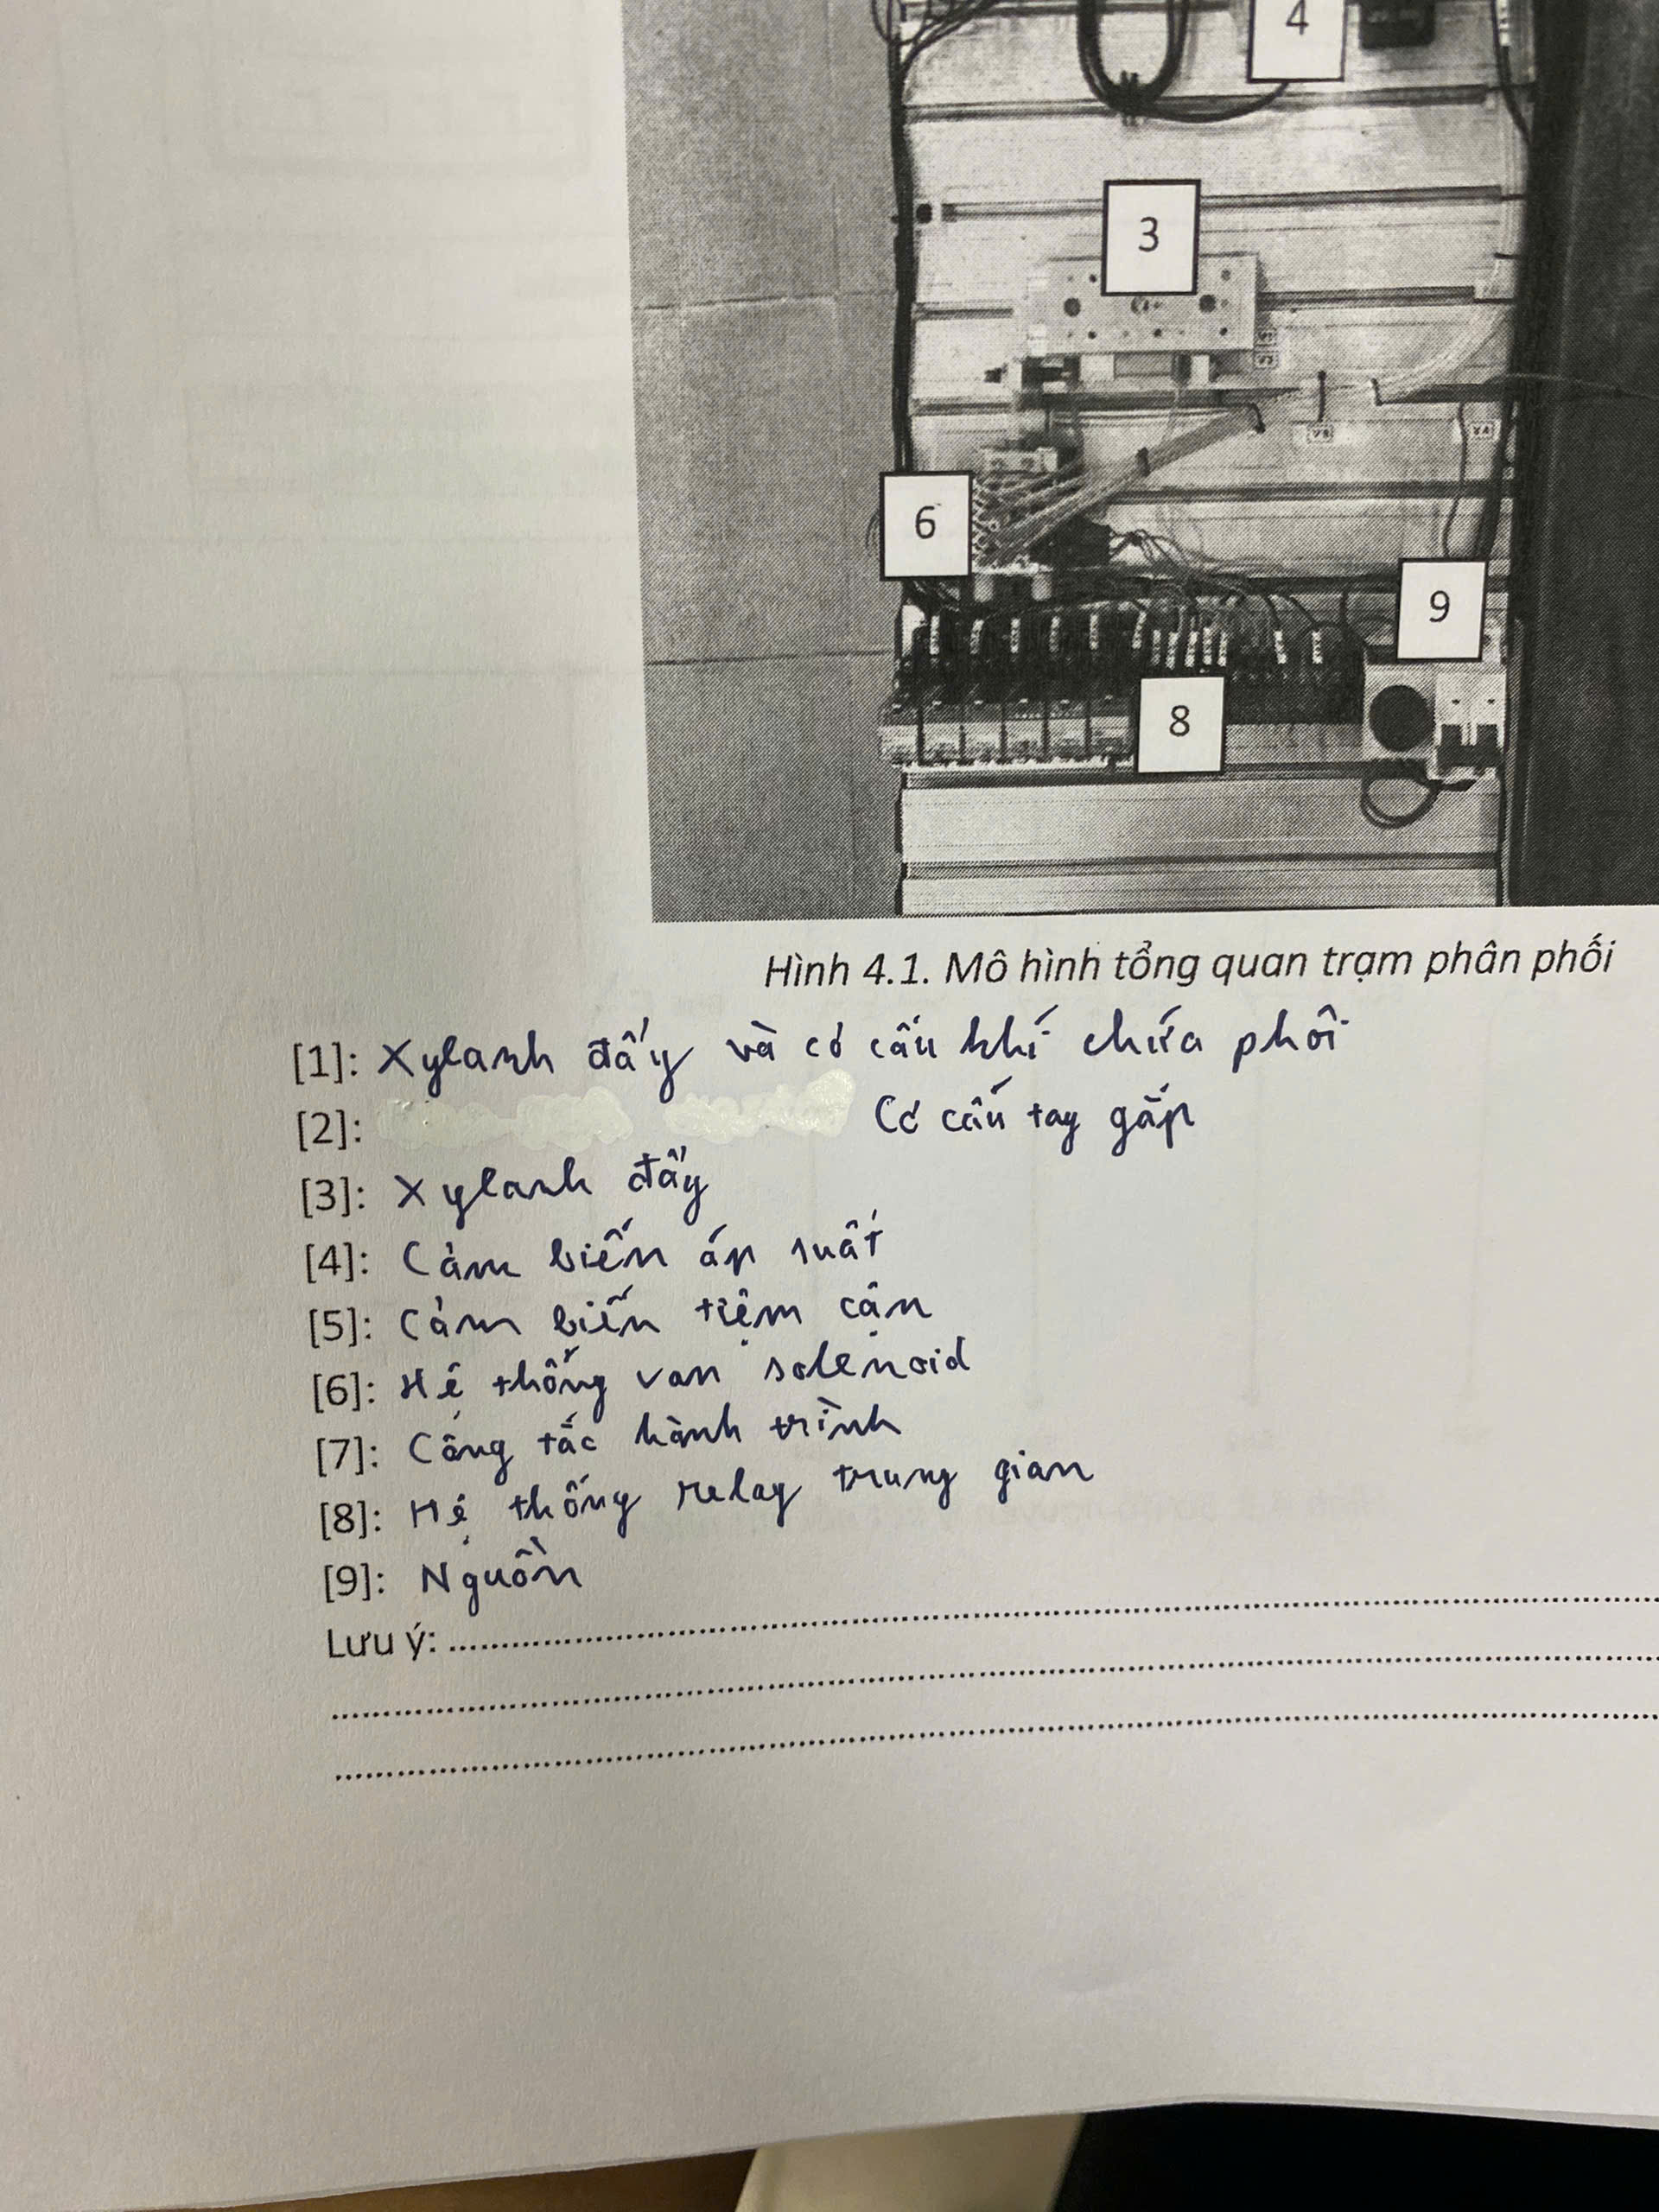 4
3
6
9
8
Hình 4.1. Mô hình tổng quan trạm phân phối
[1]: Xylanh đẩy và cơ cấu khí chứa phôi
[2]: Cơ cấu tay gắp
[3]: Xylanh đẩy
[4]: Cảm biến áp suất
[5]: Cảm biến tiệm cận
[6]: Hệ thống van solenoid
[7]: Công tắc hành trình
[8]: Hệ thống relay trung gian
[9]: Nguồn
Lưu ý: